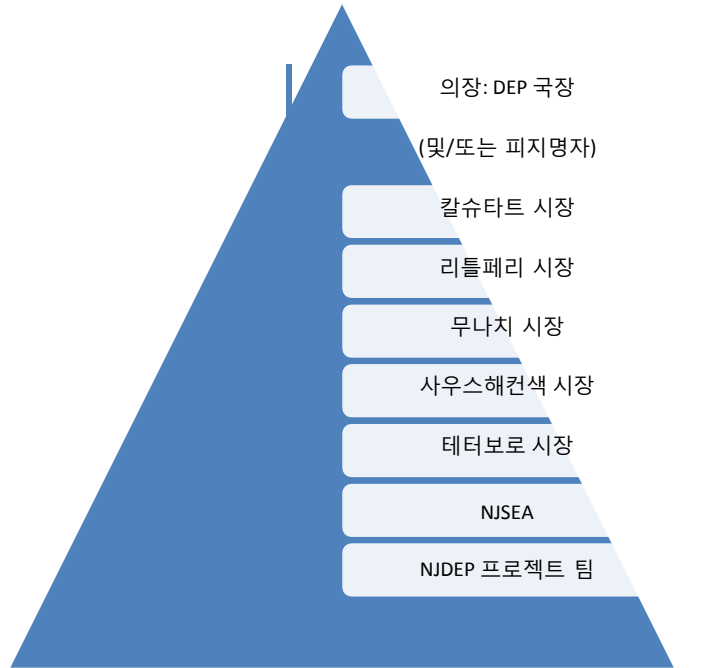 의장: DEP 국장
(및/또는 피지명자)
칼슈타트 시장
리틀페리 시장
무나치 시장
사우스해컨색 시장
테터보로 시장
NJSEA
NJDEP 프로젝트 팀